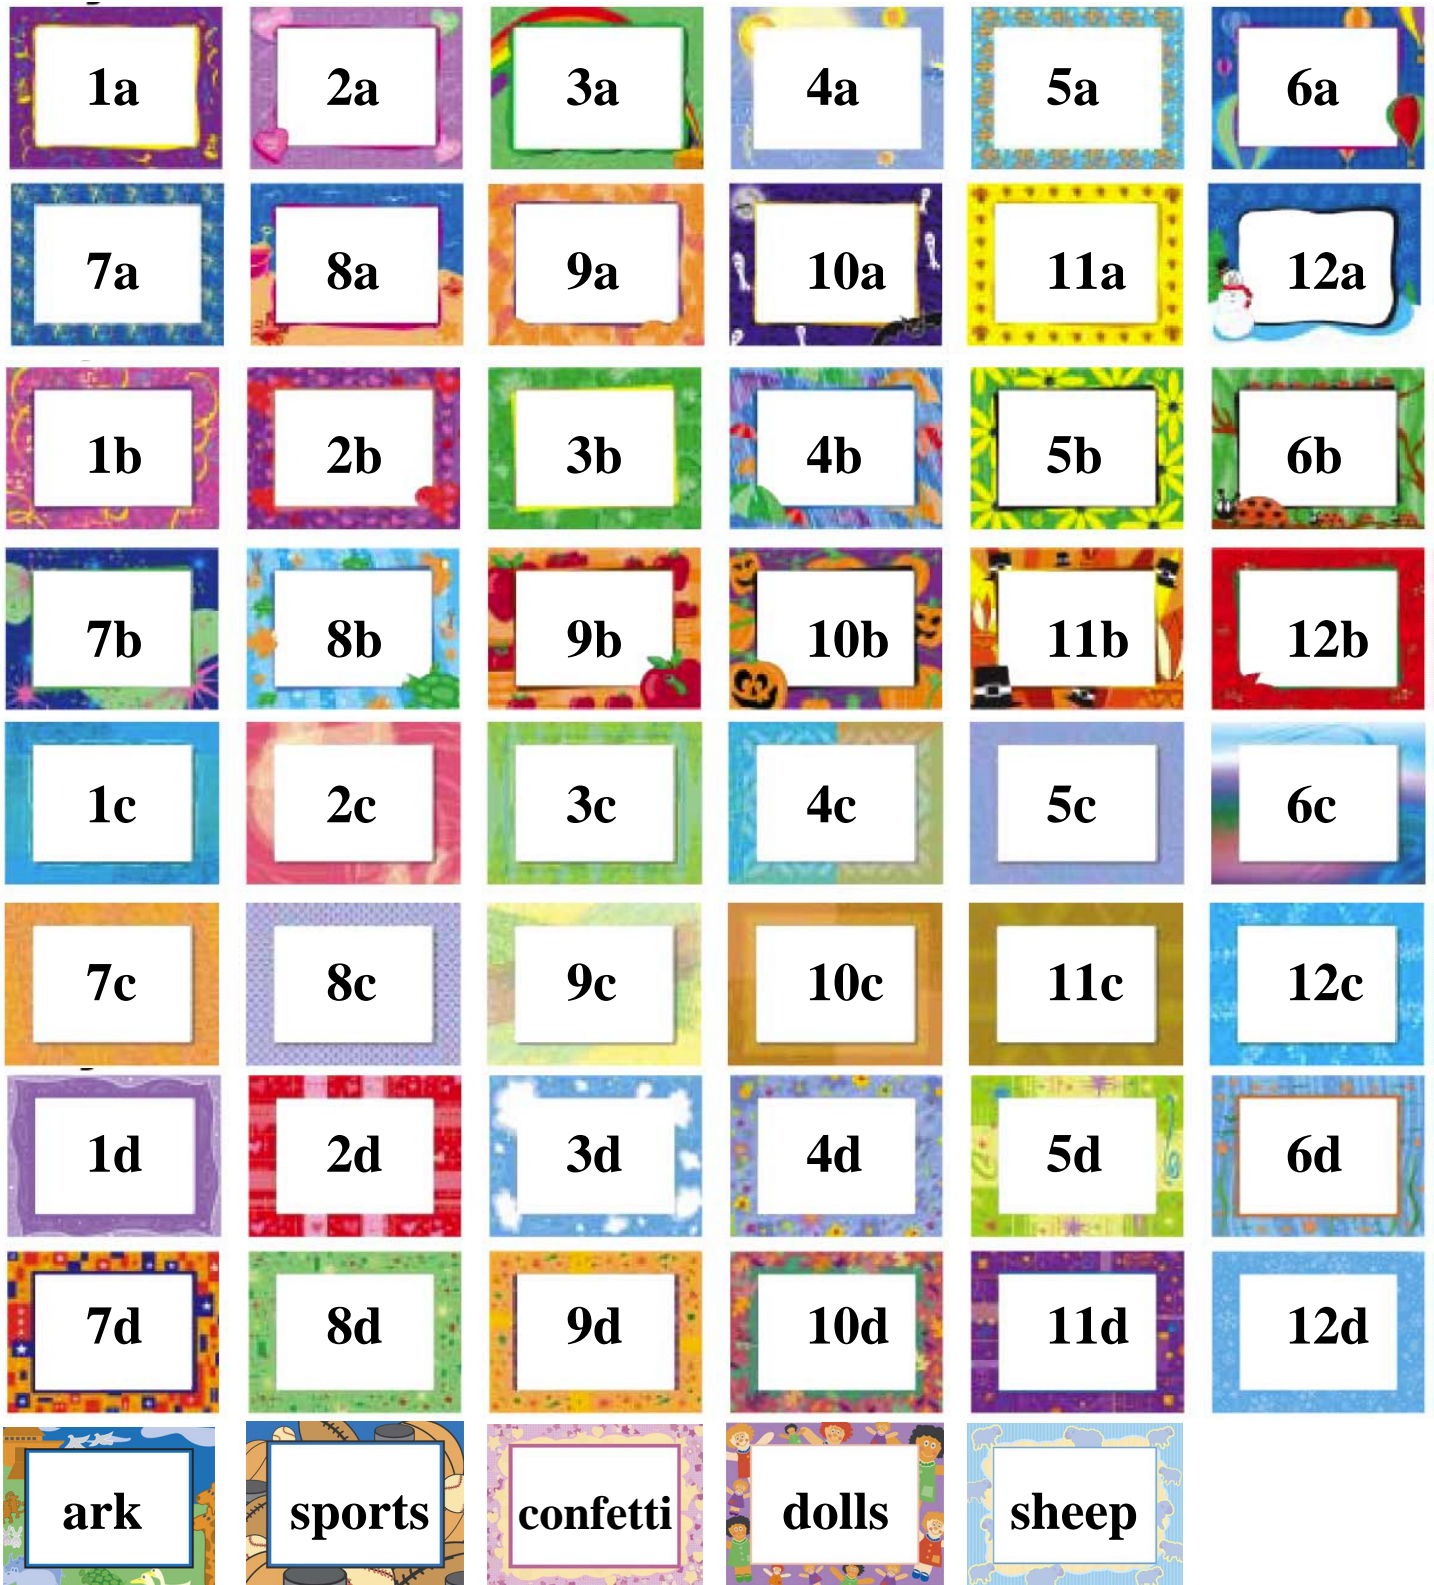 1a 2a 3a 4a 5a 6a
7a 8a 9a 10a 11a 12a
1b 2b 3b 4b 5b 6b
7b 8b 9b 10b 11b 12b
1c 2c 3c 4c 5c 6c
7c 8c 9c 10c 11c 12c
1d 2d 3d 4d 5d 6d
7d 8d 9d 10d 11d 12d
ark sports confetti dolls sheep